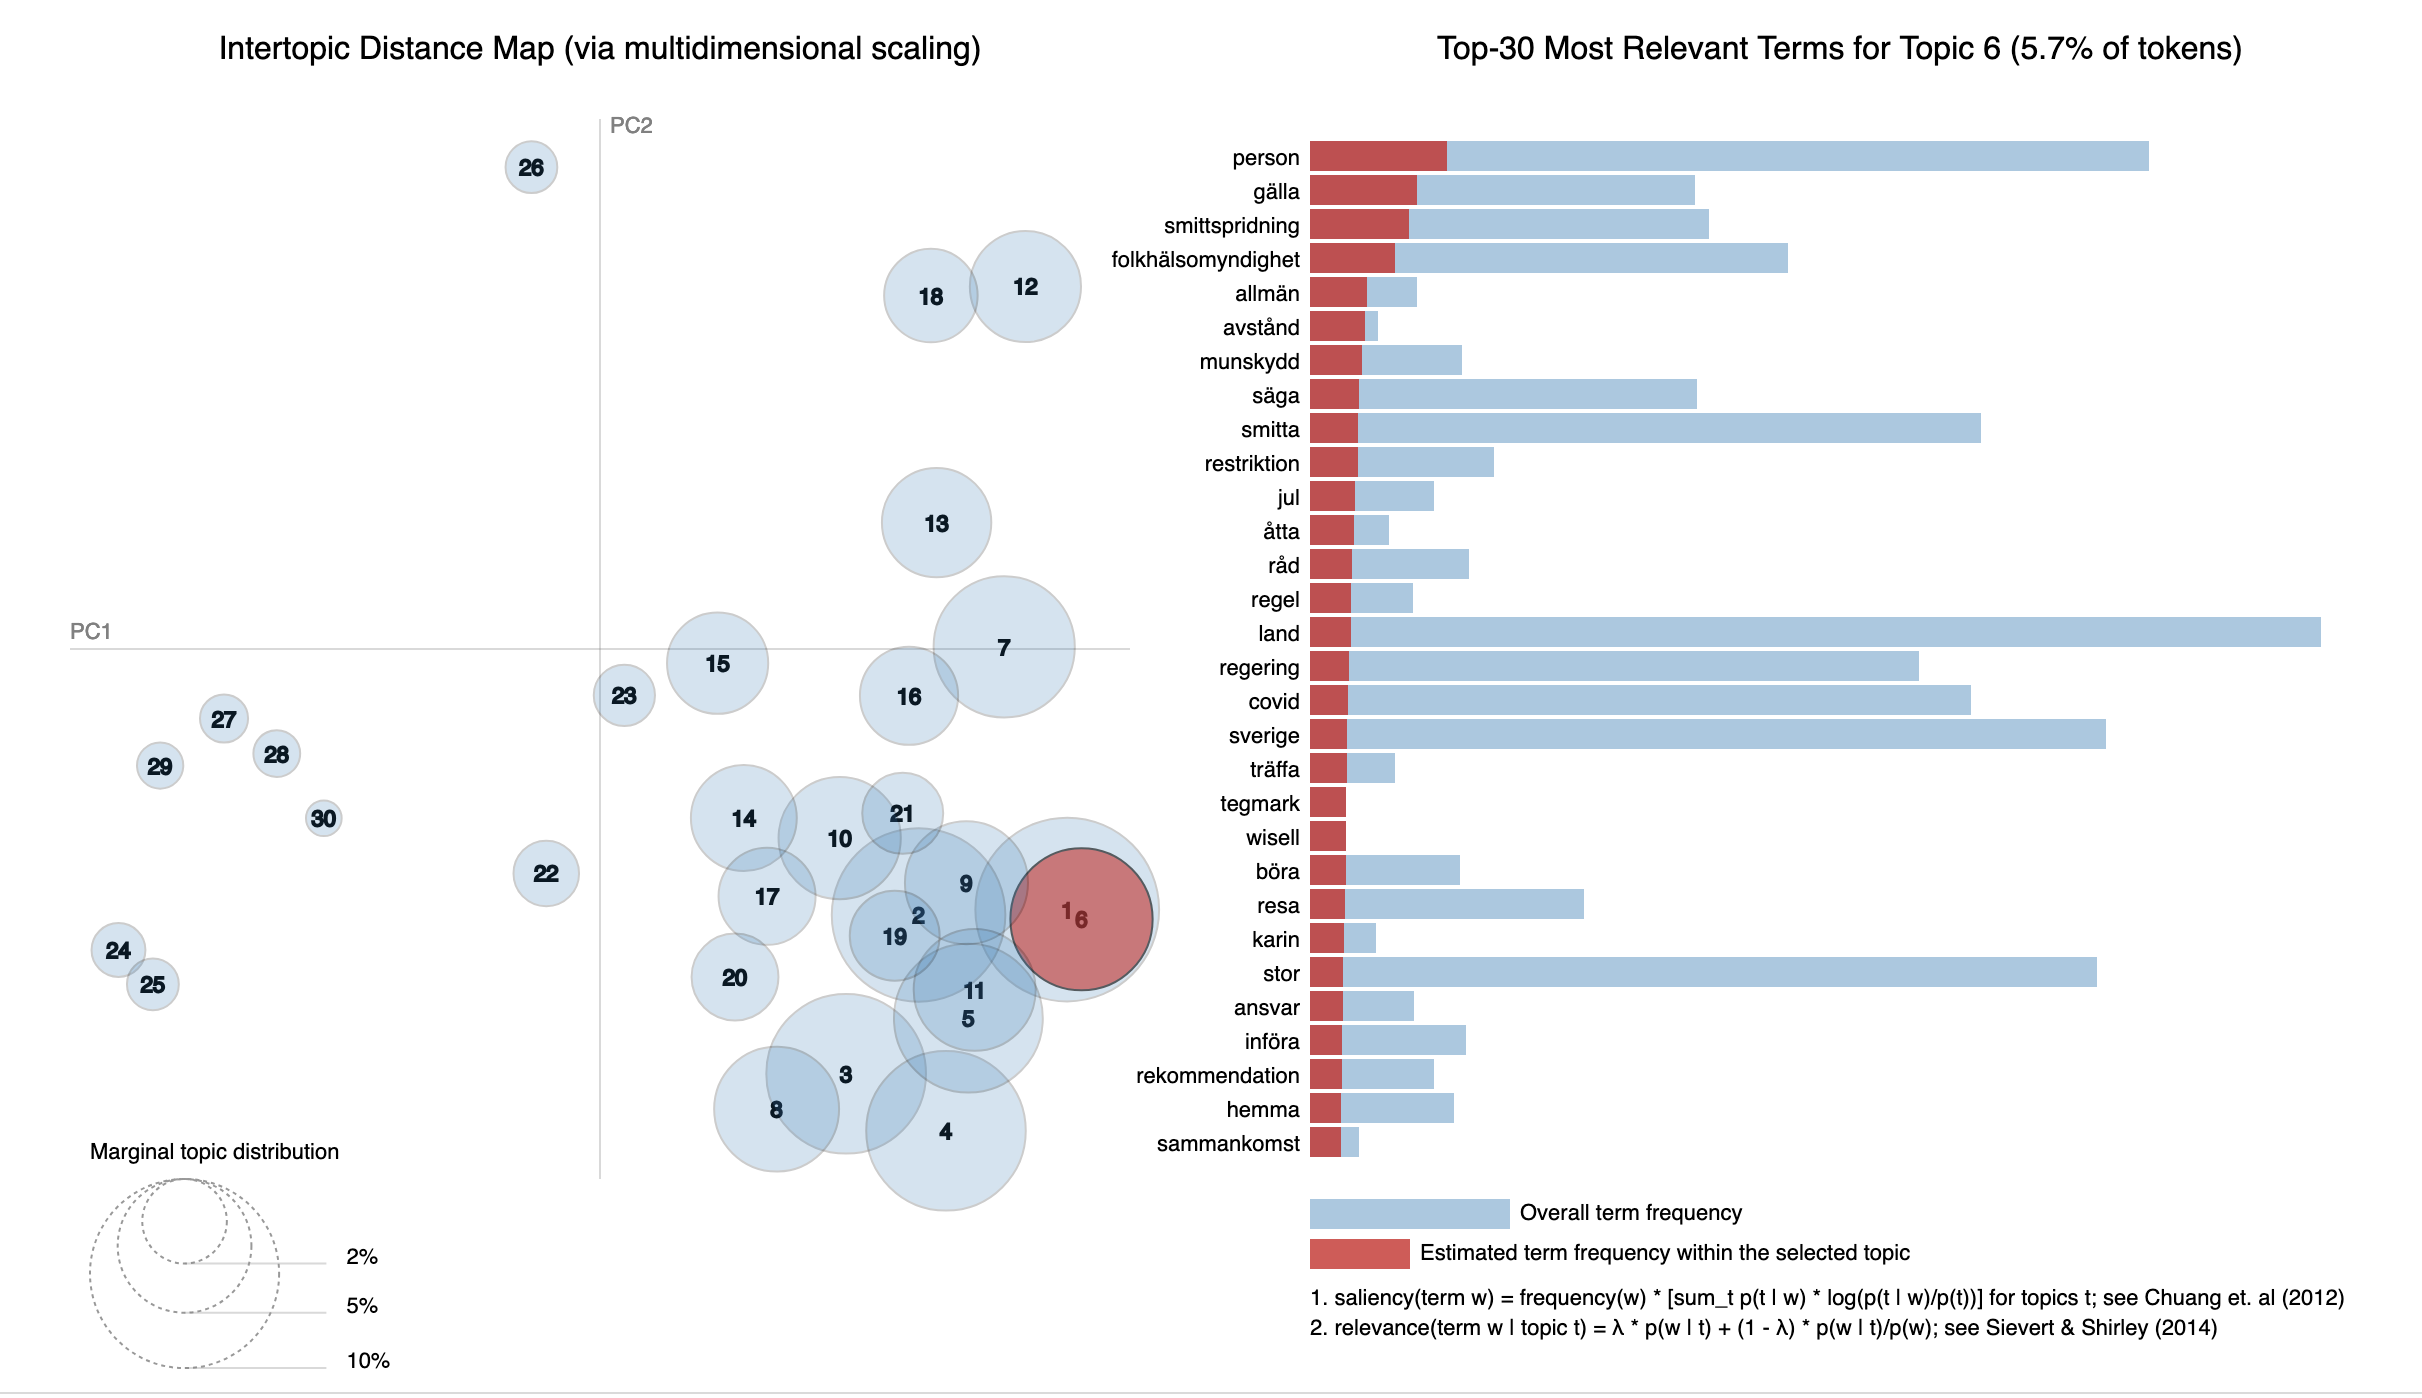 Intertopic Distance Map (via multidimensional scaling)
PC2
PC1
26
18
12
13
7
15
16
23
27
28
29
30
22
24
25
14
10
21
17
9
2
19
1
6
20
11
5
3
8
4
Marginal topic distribution
2%
5%
10%
Top-30 Most Relevant Terms for Topic 6 (5.7% of tokens)
person
gälla
smittspridning
folkhälsomyndighet
allmän
avstånd
munskydd
säga
smitta
restriktion
jul
åtta
råd
regel
land
regering
covid
sverige
träffa
tegmark
wisell
böra
resa
karin
stor
ansvar
införa
rekommendation
hemma
sammankomst
Overall term frequency
Estimated term frequency within the selected topic
1. saliency(term w) = frequency(w) * [sum_t p(t | w) * log(p(t | w)/p(t))] for topics t; see Chuang et. al (2012)
2. relevance(term w | topic t) = λ * p(w | t) + (1 - λ) * p(w | t)/p(w); see Sievert & Shirley (2014)